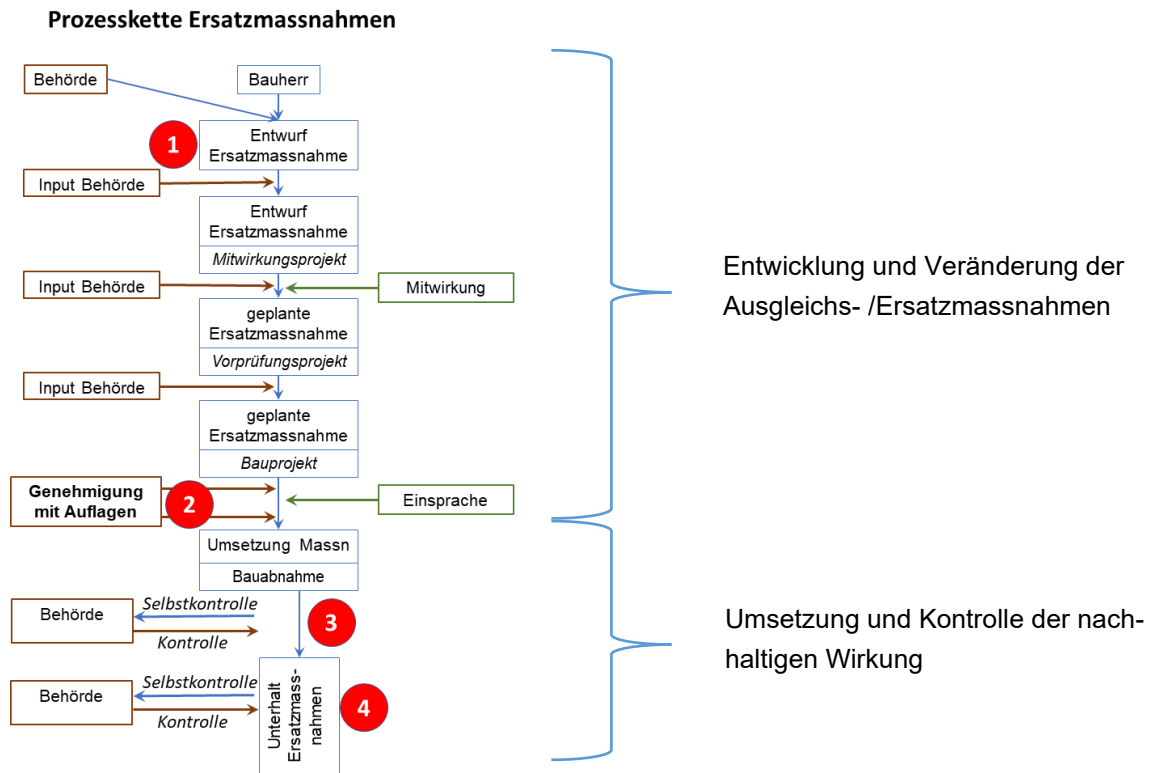 Prozesskette Ersatzmassnahmen
Behörde
Bauherr
1
Entwurf
Ersatzmassnahme
Input Behörde
Entwurf
Ersatzmassnahme
Mitwirkungsprojekt
Input Behörde
Mitwirkung
geplante
Ersatzmassnahme
Vorprüfungsprojekt
Input Behörde
geplante
Ersatzmassnahme
Bauprojekt
Genehmigung
mit Auflagen
2
Einsprache
Umsetzung Massn
Bauabnahme
Behörde
Selbstkontrolle
Kontrolle
3
Behörde
Selbstkontrolle
Kontrolle
Unterhalt
Ersatzmass-
nahmen
4
Entwicklung und Veränderung der
Ausgleichs- /Ersatzmassnahmen
Umsetzung und Kontrolle der nach-
haltigen Wirkung